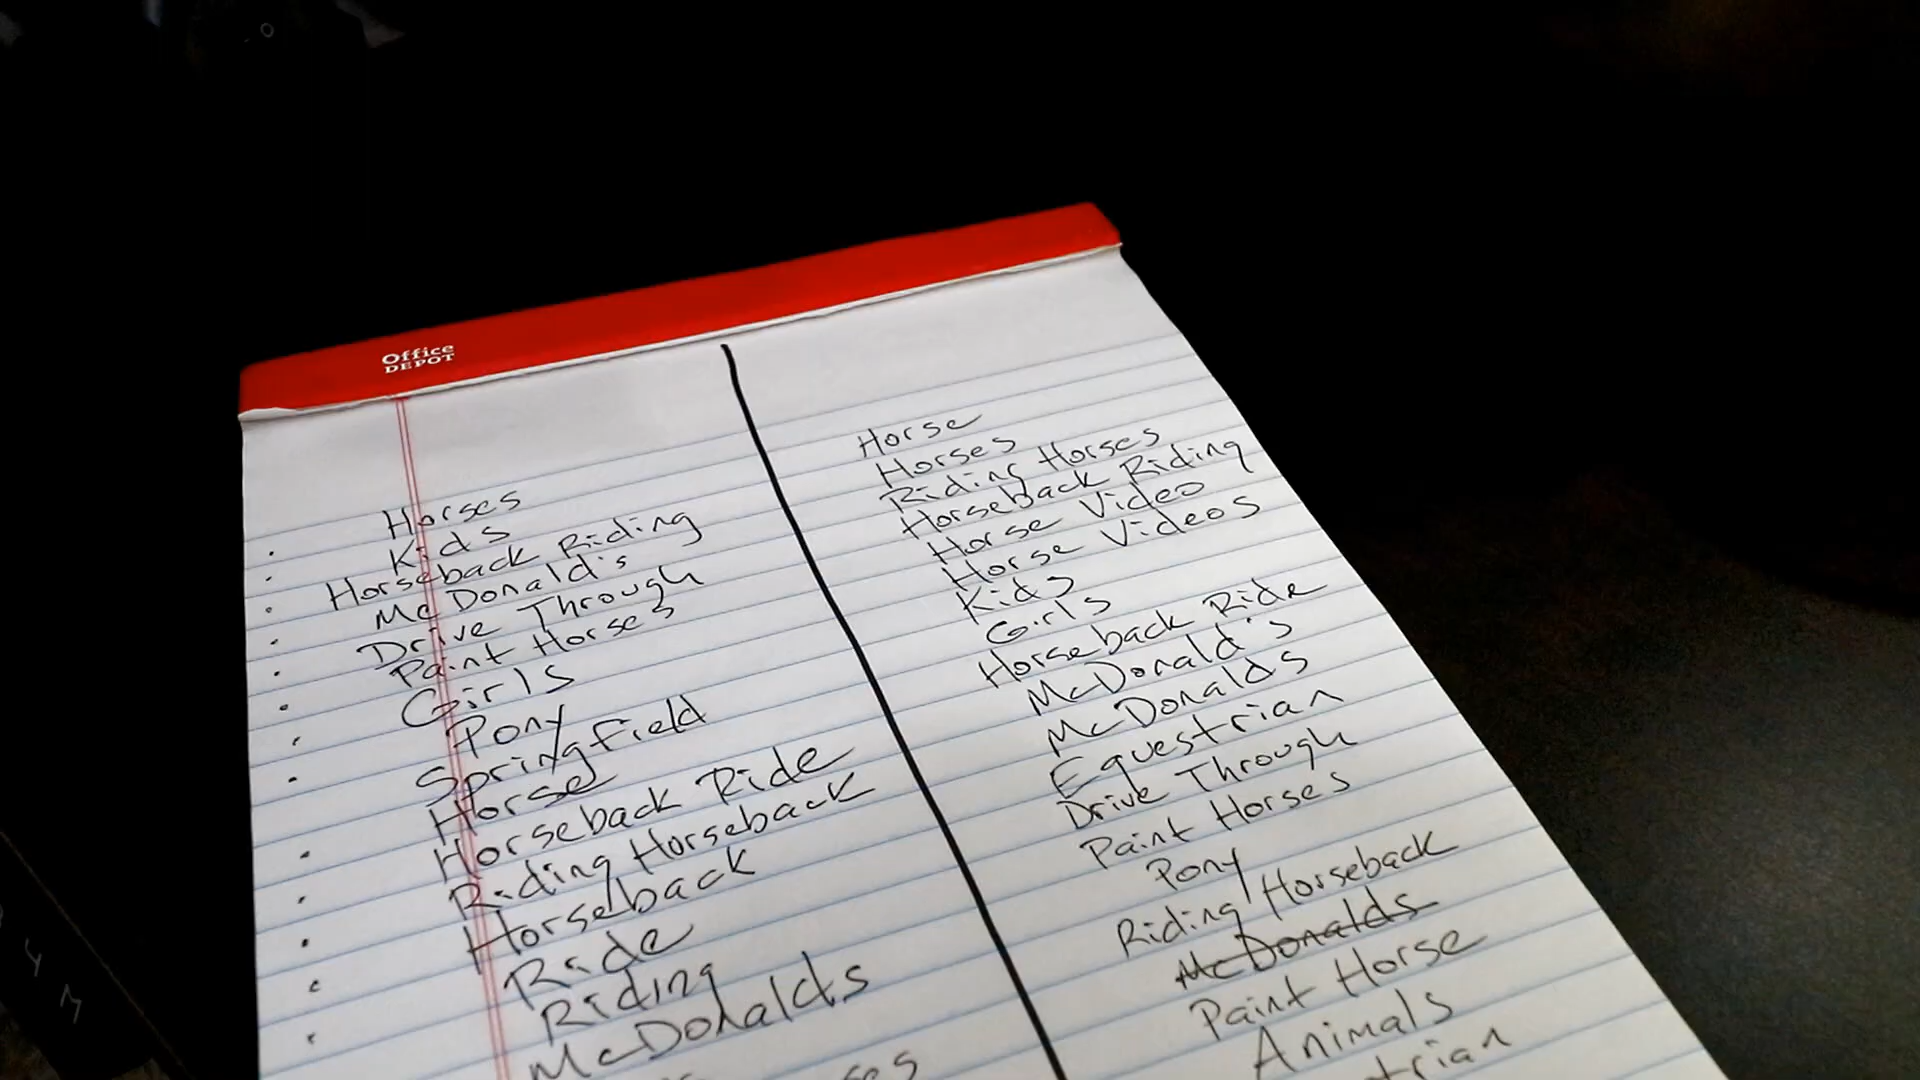 Office
DEPOT
Horses
Kids
Horseback Riding
McDonald's
Drive Through
Paint Horses
Girls
Pony
Springfield
Horse
Horseback Ride
Riding Horseback
Horseback
Ride
Riding
McDonalds
Horse
Horses
Riding Horses
Horseback Riding
Horse Video
Horse Videos
Kids
Girls
Horseback Ride
McDonald's
McDonalds
Equestrian
Drive Through
Paint Horses
Pony
Riding Horseback
McDonalds
Paint Horse
Animals